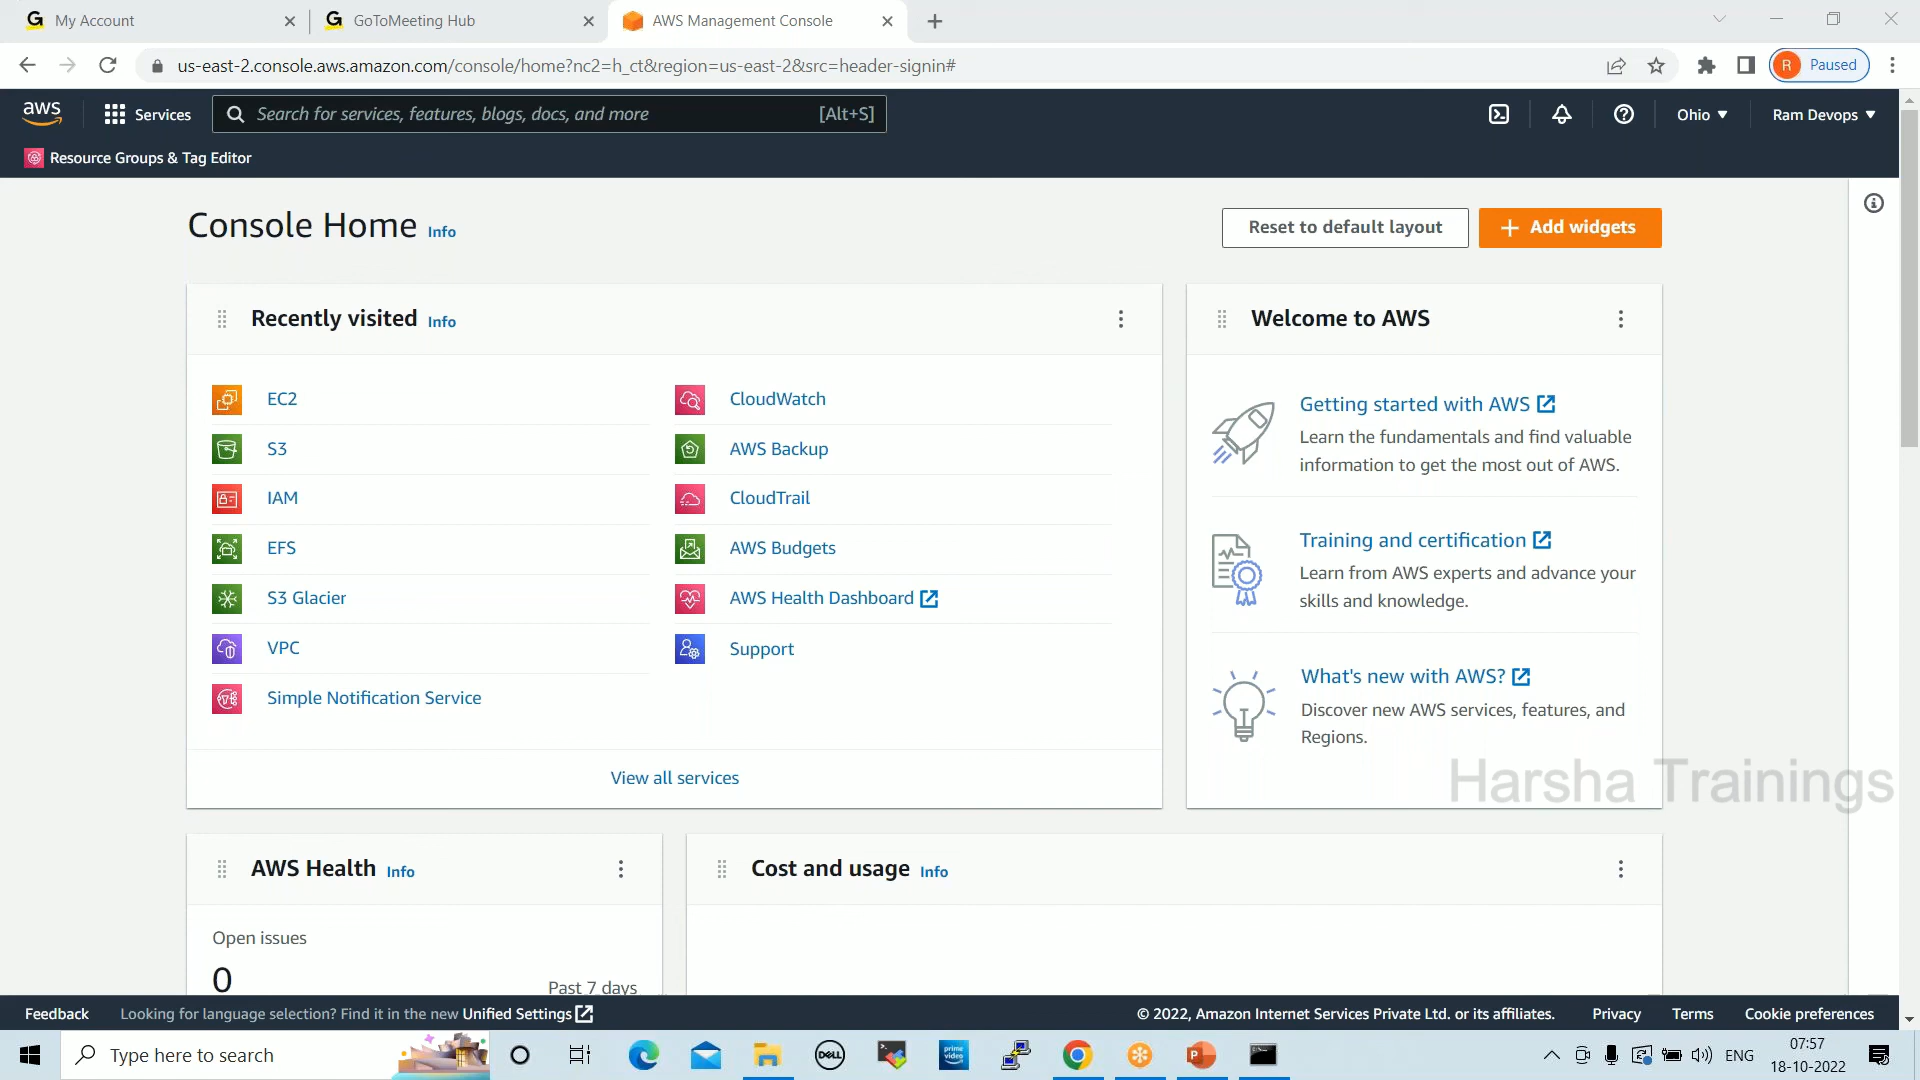 My Account
GoToMeeting Hub
AWS Management Console
us-east-2.console.aws.amazon.com/console/home?nc2=h_ct&region=us-east-2&src=header-signin#
R Paused
aws
Services
Search for services, features, blogs, docs, and more [Alt+S]
Ohio
Ram Devops
Resource Groups & Tag Editor
Console Home Info
Reset to default layout
Add widgets
Recently visited Info
EC2
S3
IAM
EFS
S3 Glacier
VPC
Simple Notification Service
CloudWatch
AWS Backup
CloudTrail
AWS Budgets
AWS Health Dashboard
Support
View all services
Welcome to AWS
Getting started with AWS
Learn the fundamentals and find valuable
information to get the most out of AWS.
Training and certification
Learn from AWS experts and advance your
skills and knowledge.
What's new with AWS?
Discover new AWS services, features, and
Regions.
Harsha Trainings
AWS Health Info
Open issues
0
Past 7 days
Cost and usage Info
Feedback
Looking for language selection? Find it in the new Unified Settings
© 2022, Amazon Internet Services Private Ltd. or its affiliates.
Privacy
Terms
Cookie preferences
Type here to search
DELL
prime video
ENG
07:57
18-10-2022